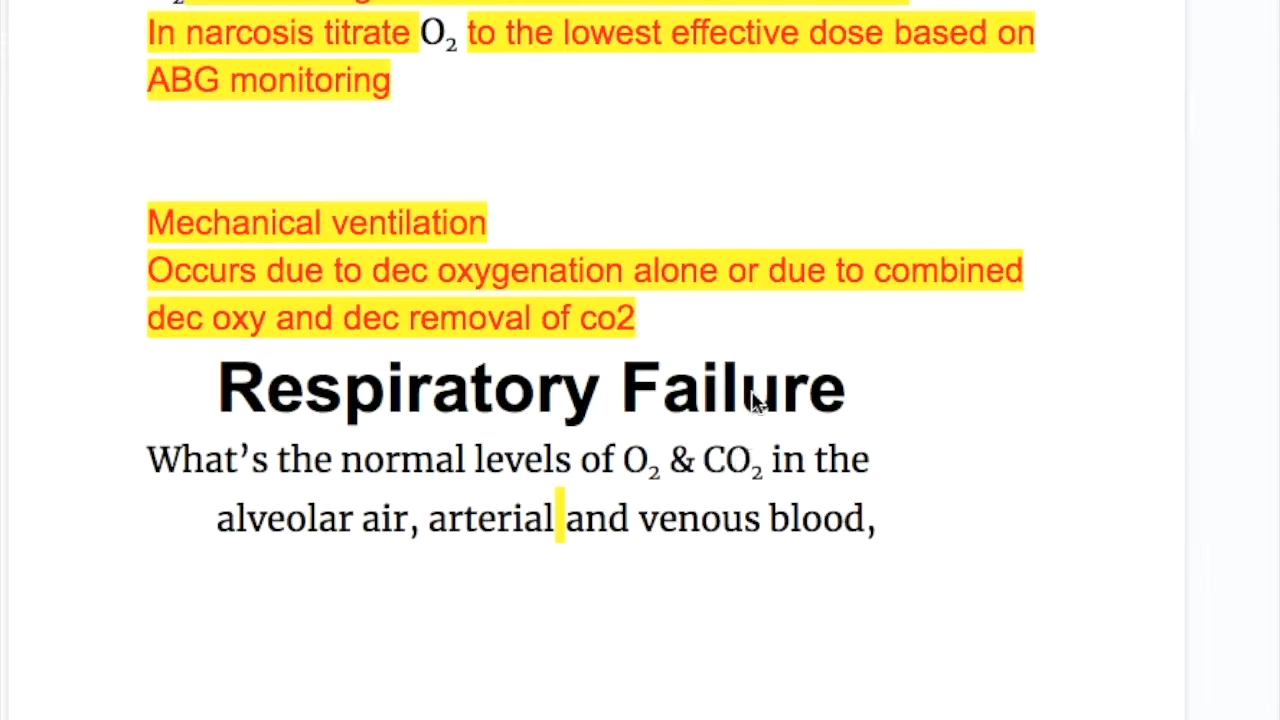 In narcosis titrate O₂ to the lowest effective dose based on
ABG monitoring
Mechanical ventilation
Occurs due to dec oxygenation alone or due to combined
dec oxy and dec removal of co2
Respiratory Failure
What’s the normal levels of O₂ & CO₂ in the
alveolar air, arterial and venous blood,